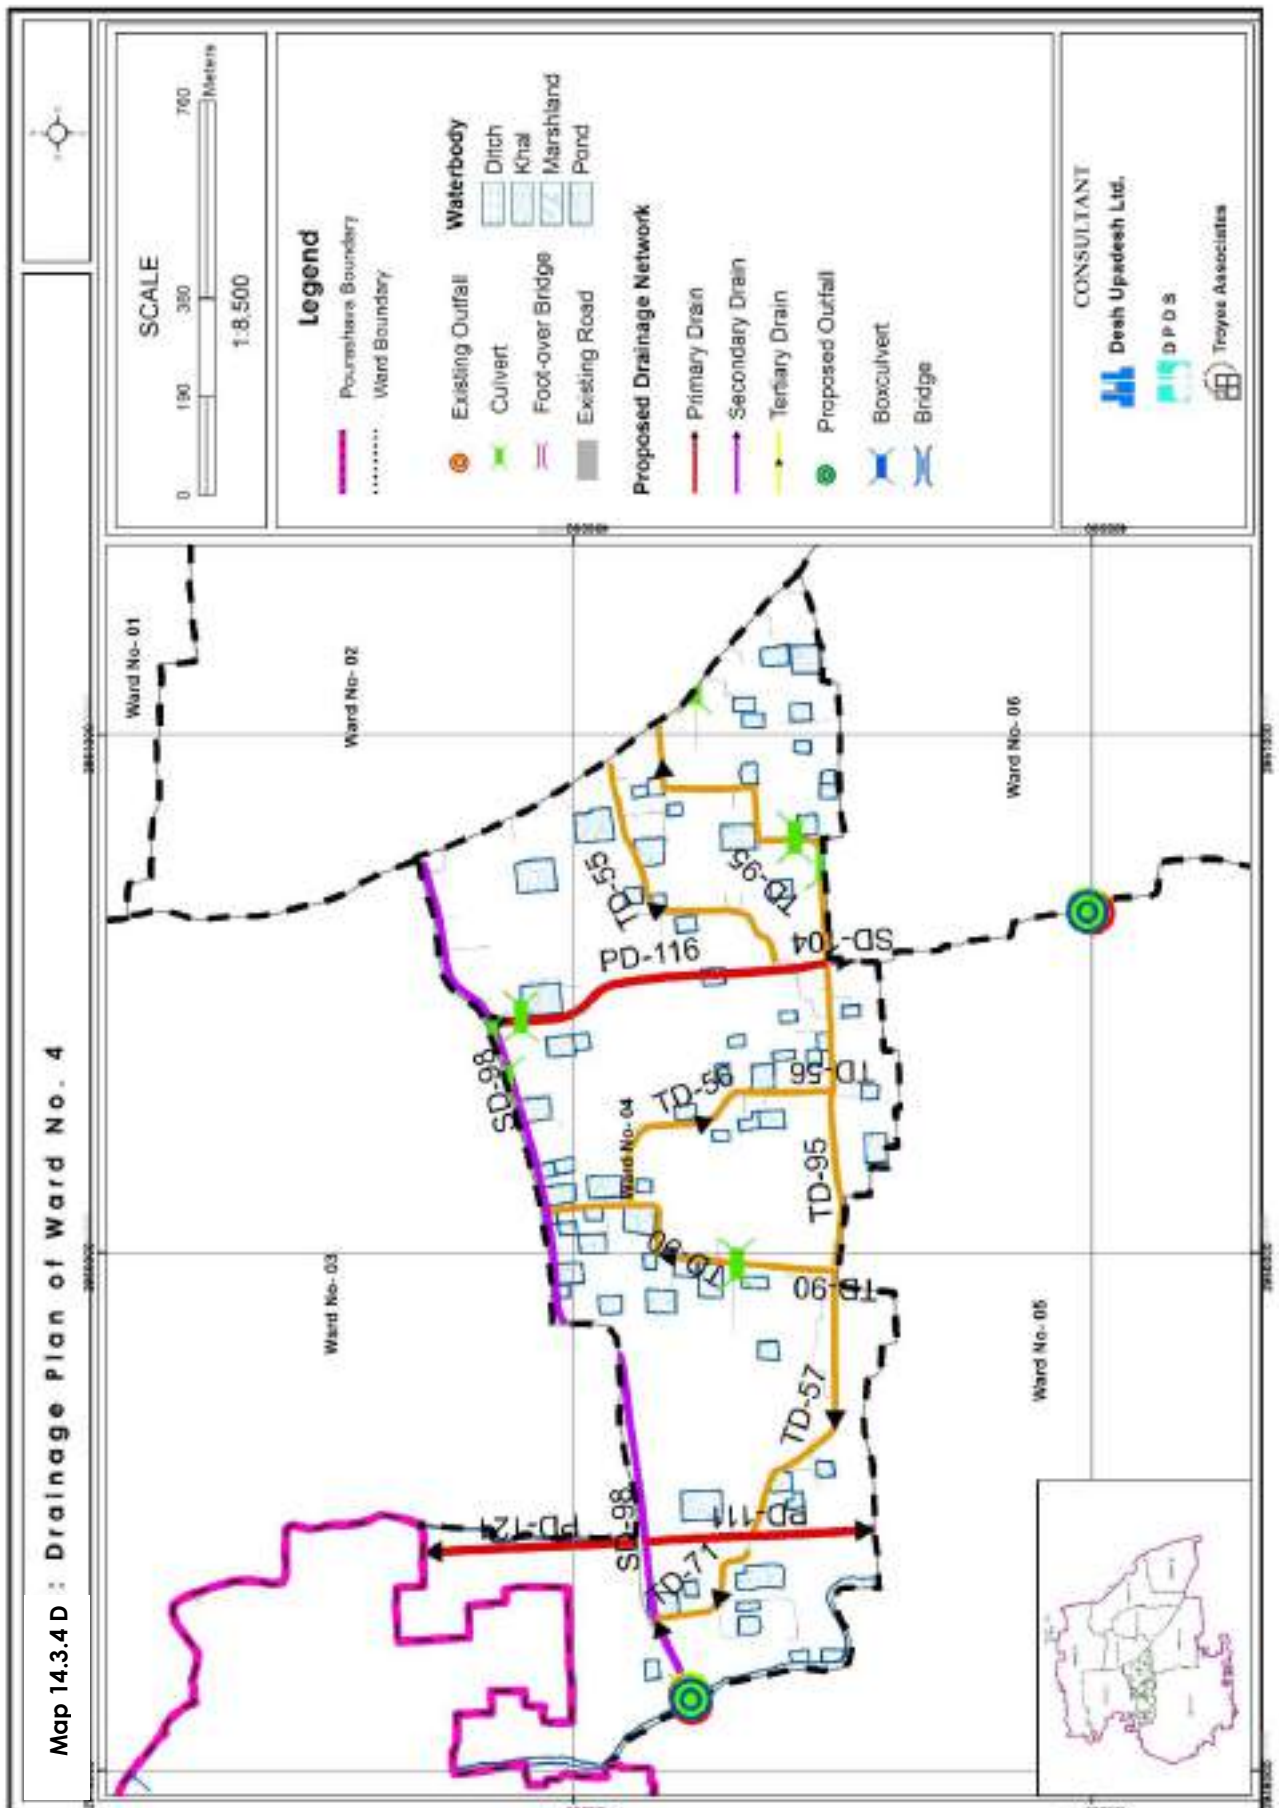 Map 14.3.4 D : Drainage Plan of Ward No. 4
SCALE
0 190 380 760
Meters
1:8,500
Legend
Pourashava Boundary
Ward Boundary
Existing Outfall
Culvert
Foot-over Bridge
Existing Road
Waterbody
Ditch
Khal
Marshland
Pond
Proposed Drainage Network
Primary Drain
Secondary Drain
Tertiary Drain
Proposed Outfall
Boxculvert
Bridge
CONSULTANT
Desh Upadesh Ltd.
D P D S
Troyee Associates
Ward No- 01
Ward No- 02
Ward No- 03
Ward No- 04
Ward No- 05
Ward No- 06
SD-98
PD-116
TD-55
TD-95
SD-104
TD-56
TD-56
TD-95
TD-90
TD-90
TD-57
PD-121
SD-98
PD-111
TD-71